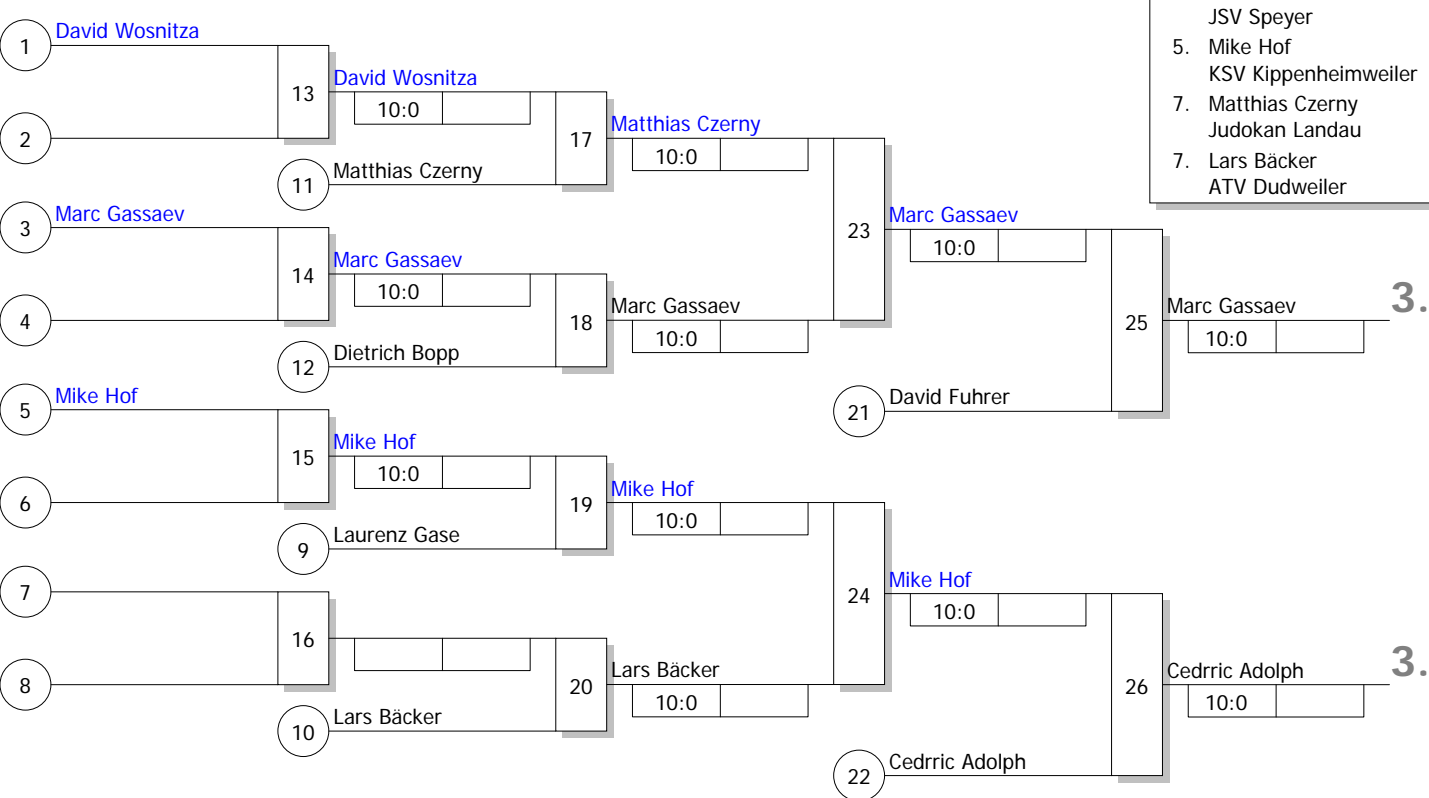 JSV Speyer
5. Mike Hof
KSV Kippenheimweiler
7. Matthias Czerny
Judokan Landau
7. Lars Bäcker
ATV Dudweiler
1 David Wosnitza
13 David Wosnitza
10:0
2
17 Matthias Czerny
10:0
11 Matthias Czerny
3 Marc Gassaev
23 Marc Gassaev
10:0
14 Marc Gassaev
10:0
4
18 Marc Gassaev
10:0
12 Dietrich Bopp
25 Marc Gassaev 3.
10:0
5 Mike Hof
21 David Fuhrer
15 Mike Hof
10:0
6
19 Mike Hof
10:0
9 Laurenz Gase
7
24 Mike Hof
10:0
16
8
20 Lars Bäcker
10:0
10 Lars Bäcker
26 Cedrric Adolph 3.
10:0
22 Cedrric Adolph